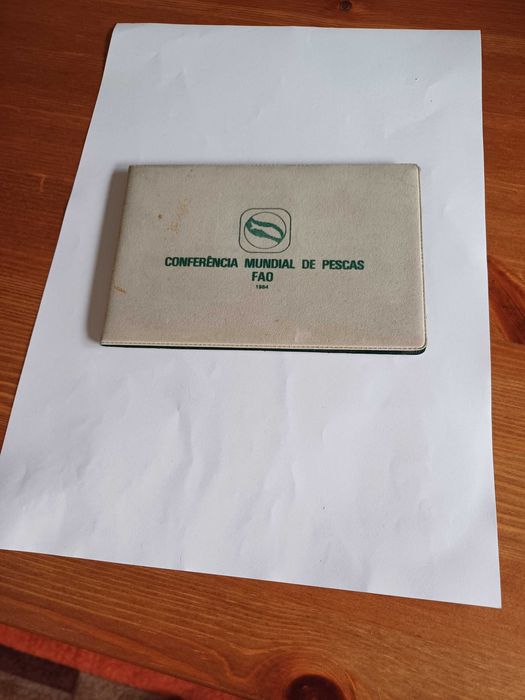 CONFERÊNCIA MUNDIAL DE PESCAS
FAO
1984